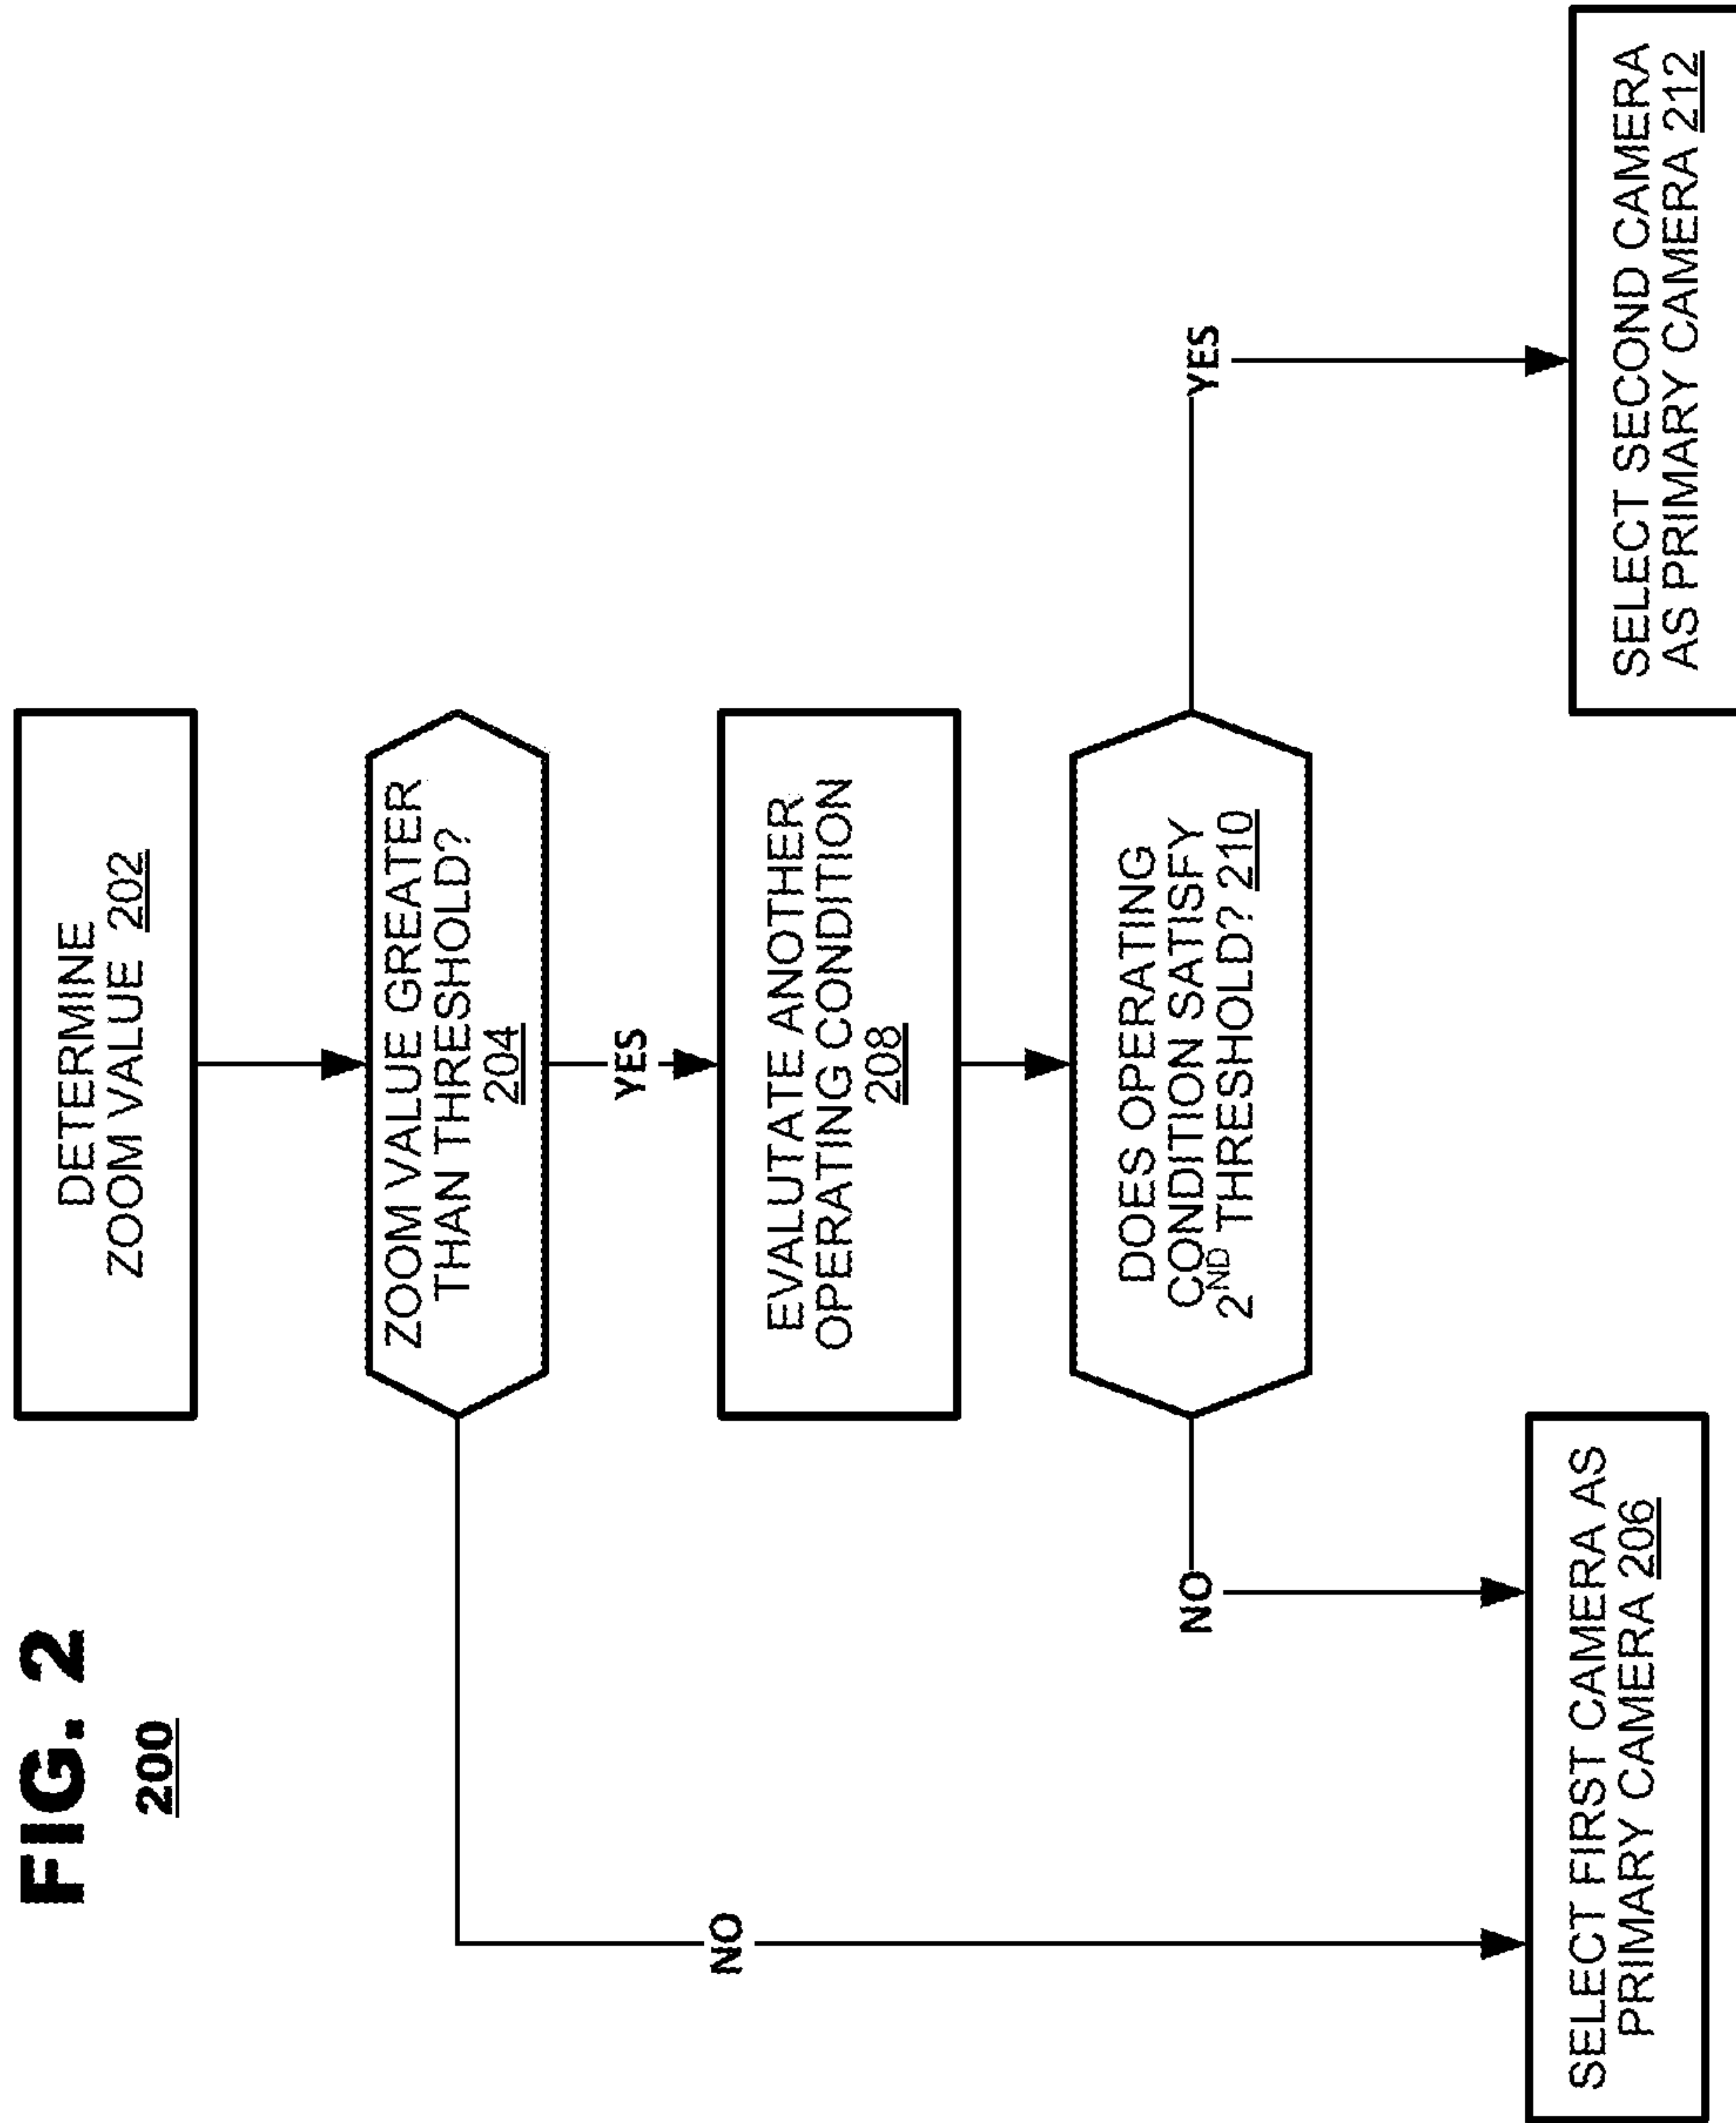 FIG. 2
200
DETERMINE
ZOOM VALUE 202
ZOOM VALUE GREATER
THAN THRESHOLD?
204
YES
NO
EVALUTATE ANOTHER
OPERATING CONDITION
208
DOES OPERATING
CONDITION SATISFY
2ND THRESHOLD? 210
NO
YES
SELECT FIRST CAMERA AS
PRIMARY CAMERA 206
SELECT SECOND CAMERA
AS PRIMARY CAMERA 212